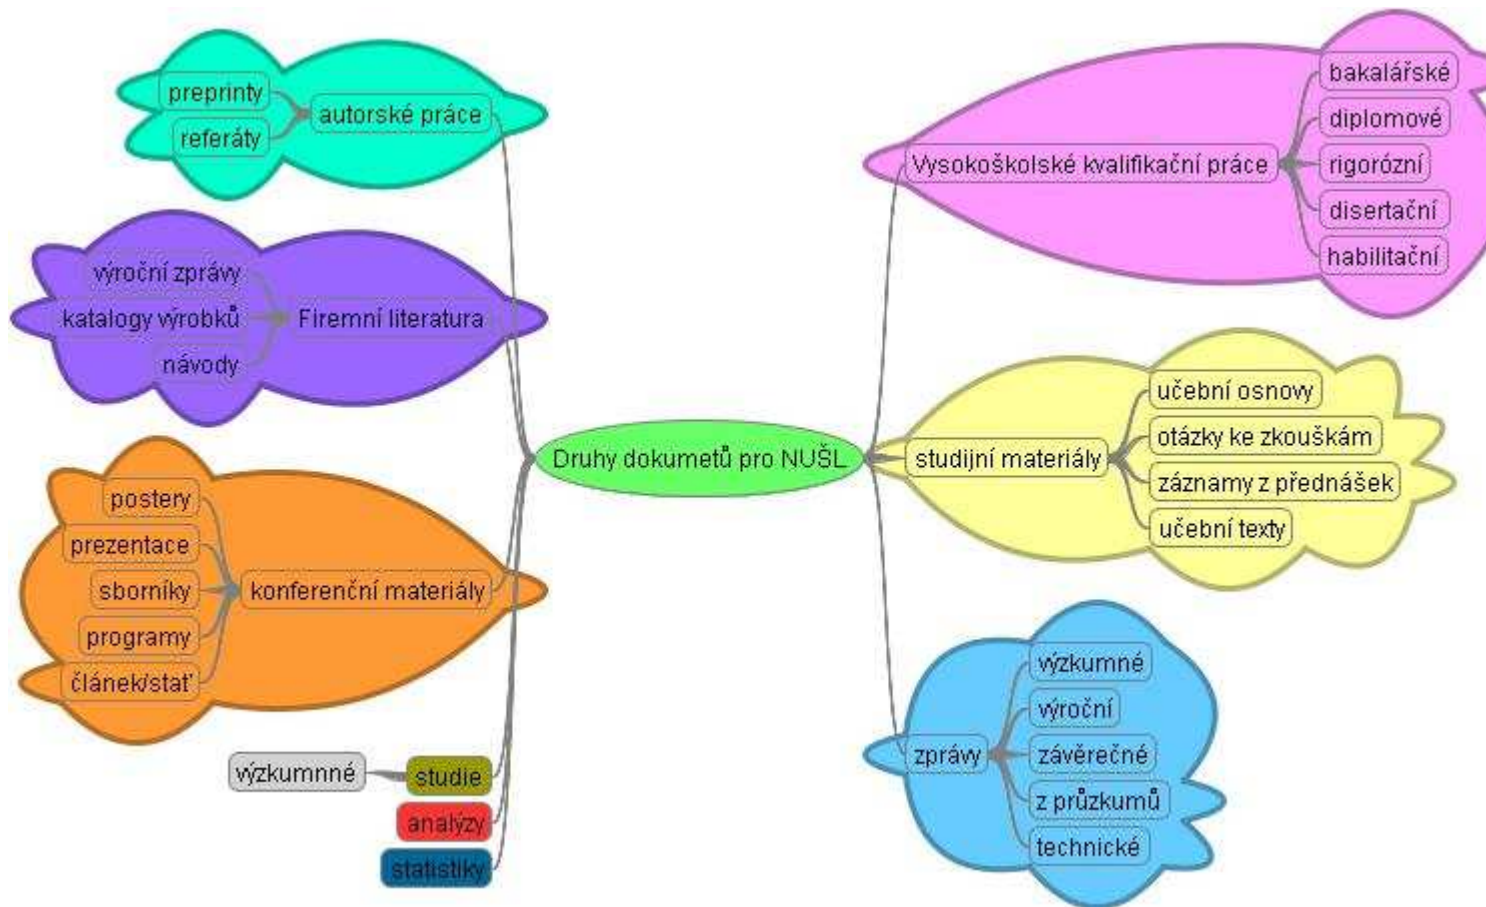 preprinty
referáty
autorské práce
výroční zprávy
katalogy výrobků
návody
Firemní literatura
postery
prezentace
sborníky
programy
článek/stať
konferenční materiály
výzkumnné
studie
analýzy
statistiky
Druhy dokumetů pro NUŠL
Vysokoškolské kvalifikační práce
bakalářské
diplomové
rigorózní
disertační
habilitační
studijní materiály
učební osnovy
otázky ke zkouškám
záznamy z přednášek
učební texty
zprávy
výzkumné
výroční
závěrečné
z průzkumů
technické